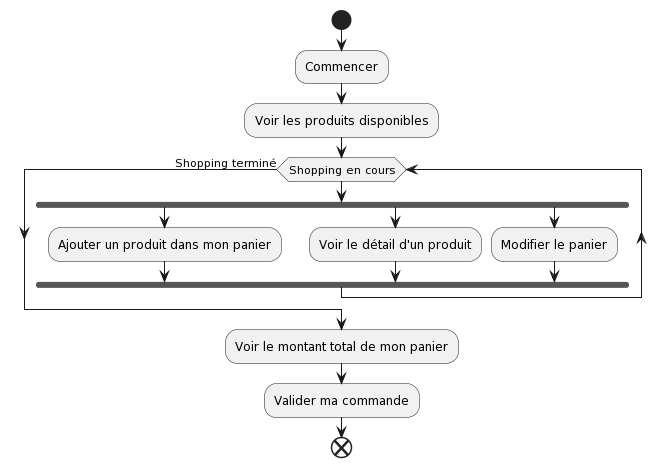 Commencer
Voir les produits disponibles
Shopping terminé
Shopping en cours
Ajouter un produit dans mon panier
Voir le détail d'un produit
Modifier le panier
Voir le montant total de mon panier
Valider ma commande